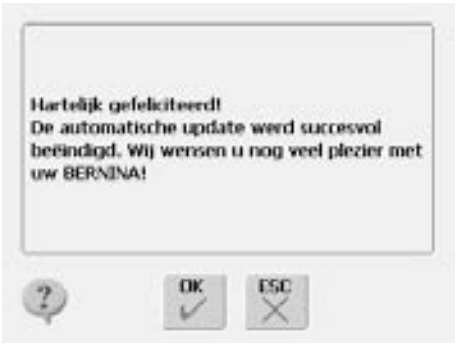 Hartelijk gefeliciteerd!
De automatische update werd succesvol
beëindigd. Wij wensen u nog veel plezier met
uw BERNINA!
?
OK
ESC